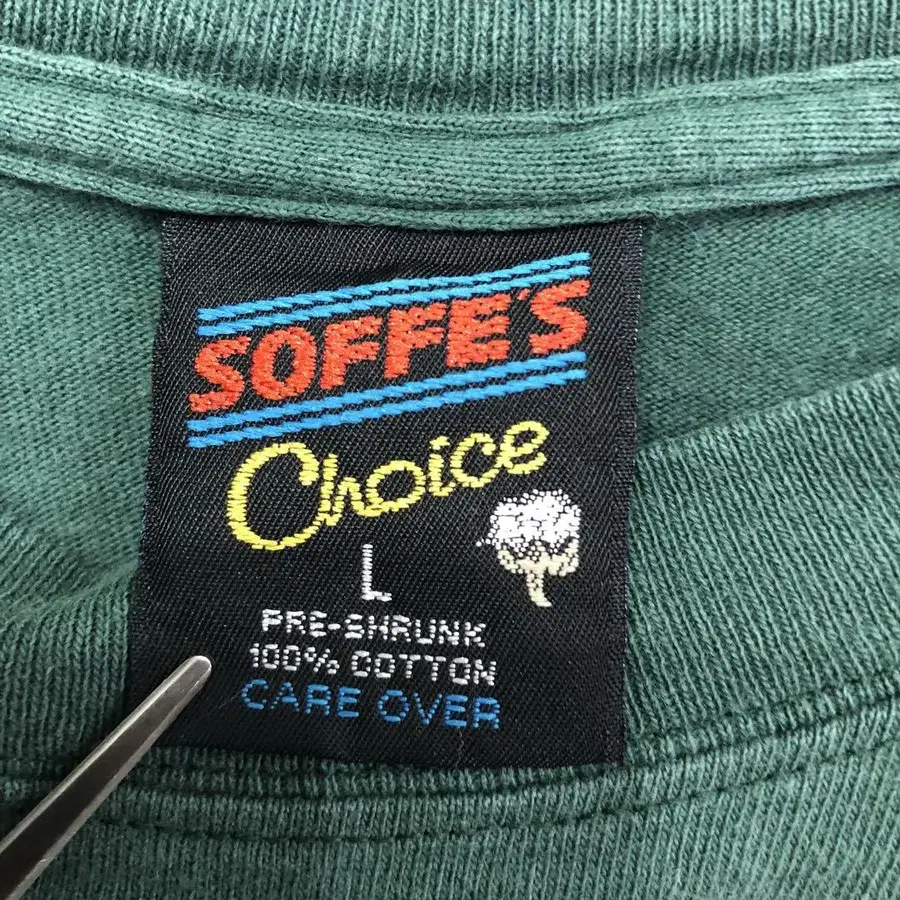 SOFFE'S
Choice
L
PRE-SHRUNK
100% COTTON
CARE OVER